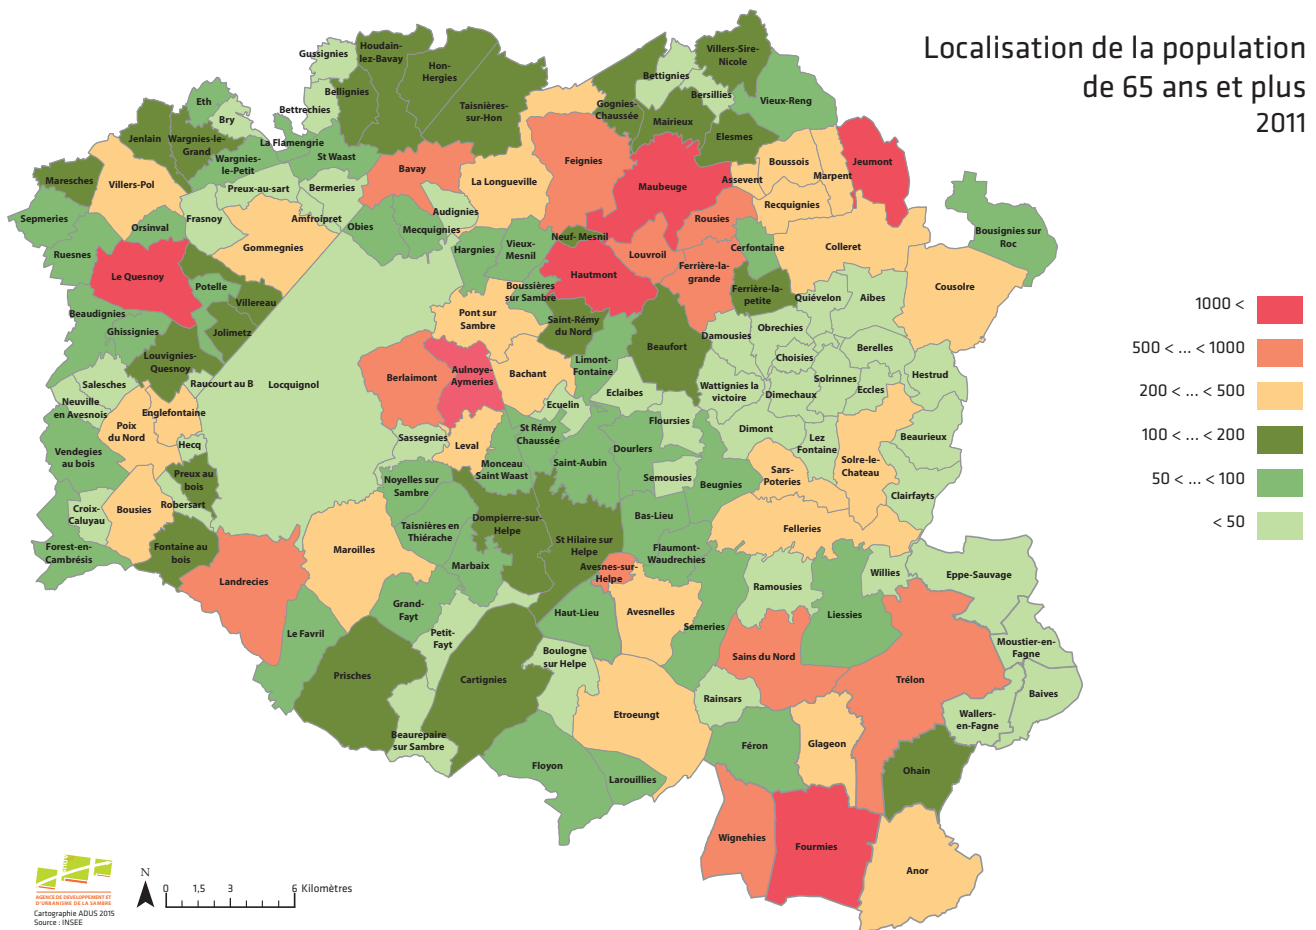 Localisation de la population
de 65 ans et plus
2011
1000 <
500 < ... < 1000
200 < ... < 500
100 < ... < 200
50 < ... < 100
< 50
Gussignies
Houdain-
lez-Bavay
Hon-
Hergies
Bellignies
Bettrechies
Taisnières-
sur-Hon
Gognies-
Chaussée
Bettignies
Villers-Sire-
Nicole
Bersillies
Vieux-Reng
Mairieux
Elesmes
Eth
Bry
Jenlain
Wargnies-le-
Grand
La Flamengrie
Wargnies-
le-Petit
St Waast
Bavay
Feignies
La Longueville
Maubeuge
Assevent
Boussois
Marpent
Jeumont
Maresches
Villers-Pol
Preux-au-sart
Bermeries
Sepmeries
Orsinval
Frasnoy
Amfroipret
Obies
Audignies
Mecquignies
Recquignies
Rousies
Bousignies sur
Roc
Ruesnes
Gommegnies
Hargnies
Vieux-
Mesnil
Neuf- Mesnil
Louvroil
Cerfontaine
Colleret
Le Quesnoy
Potelle
Villereau
Boussières
sur Sambre
Hautmont
Ferrière-la-
grande
Ferrière-la-
petite
Quiévelon
Aibes
Cousolre
Beaudignies
Ghissignies
Jolimetz
Pont sur
Sambre
Saint-Rémy
du Nord
Beaufort
Damousies
Obrechies
Choisies
Berelles
Louvignies-
Quesnoy
Raucourt au B
Locquignol
Berlaimont
Aulnoye-
Aymeries
Bachant
Limont-
Fontaine
Eclaibes
Wattignies la
victoire
Dimechaux
Solrinnes
Eccles
Hestrud
Salesches
Neuville
en Avesnois
Poix
du Nord
Englefontaine
Hecq
Sassegnies
Leval
Ecuelin
St Rémy
Chaussée
Floursies
Dimont
Lez
Fontaine
Beaurieux
Vendegies
au bois
Preux au
bois
Robersart
Noyelles sur
Sambre
Monceau
Saint Waast
Saint-Aubin
Dourlers
Semousies
Beugnies
Sars-
Poteries
Solre-le-
Chateau
Clairfayts
Croix-
Caluyau
Bousies
Forest-en-
Cambrésis
Fontaine au
bois
Landrecies
Maroilles
Taisnières en
Thiérache
Dompierre-sur-
Helpe
St Hilaire sur
Helpe
Bas-Lieu
Flaumont-
Waudrechies
Felleries
Marbaix
Avesnes-sur-
Helpe
Avesnelles
Ramousies
Willies
Eppe-Sauvage
Liessies
Le Favril
Grand-
Fayt
Petit-
Fayt
Haut-Lieu
Semeries
Sains du Nord
Moustier-en-
Fagne
Prisches
Cartignies
Boulogne
sur Helpe
Rainsars
Trélon
Baives
Wallers-
en-Fagne
Beaurepaire
sur Sambre
Etroeungt
Féron
Glageon
Floyon
Larouillies
Ohain
Wignehies
Fourmies
Anor
ADUS
AGENCE DE DEVELOPPEMENT ET
D'URBANISME DE LA SAMBRE
Cartographie ADUS 2015
Source : INSEE
N
0 1,5 3 6 Kilomètres